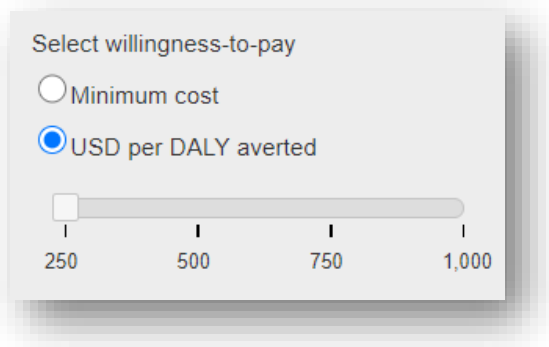 Select willingness-to-pay
Minimum cost
USD per DALY averted
250 500 750 1,000